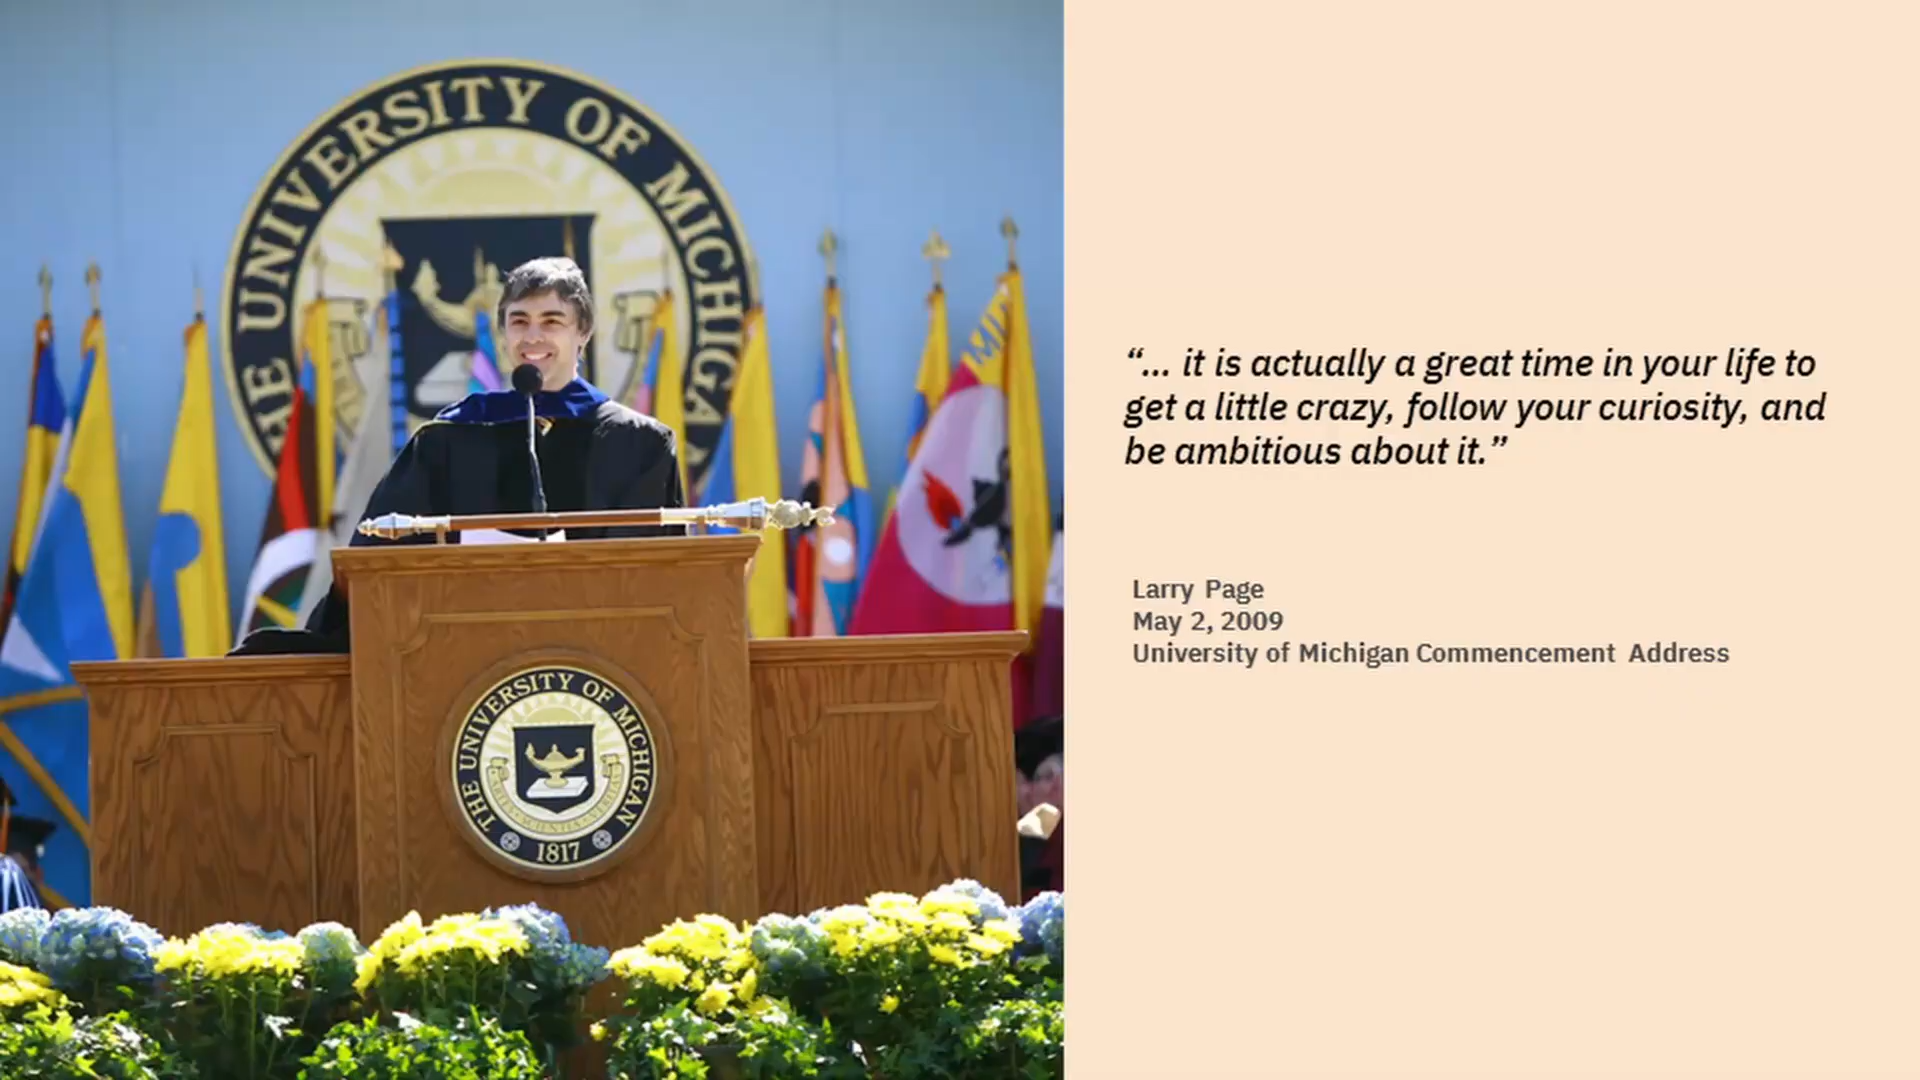 THE UNIVERSITY OF MICHIGAN
“... it is actually a great time in your life to
get a little crazy, follow your curiosity, and
be ambitious about it.”
Larry Page
May 2, 2009
University of Michigan Commencement Address
THE UNIVERSITY OF MICHIGAN
1817